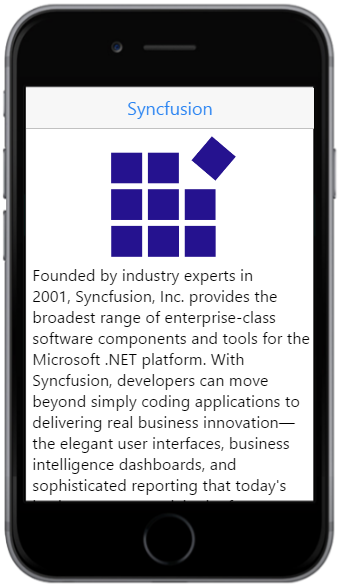 Syncfusion
Founded by industry experts in
2001, Syncfusion, Inc. provides the
broadest range of enterprise-class
software components and tools for the
Microsoft .NET platform. With
Syncfusion, developers can move
beyond simply coding applications to
delivering real business innovation—
the elegant user interfaces, business
intelligence dashboards, and
sophisticated reporting that today's